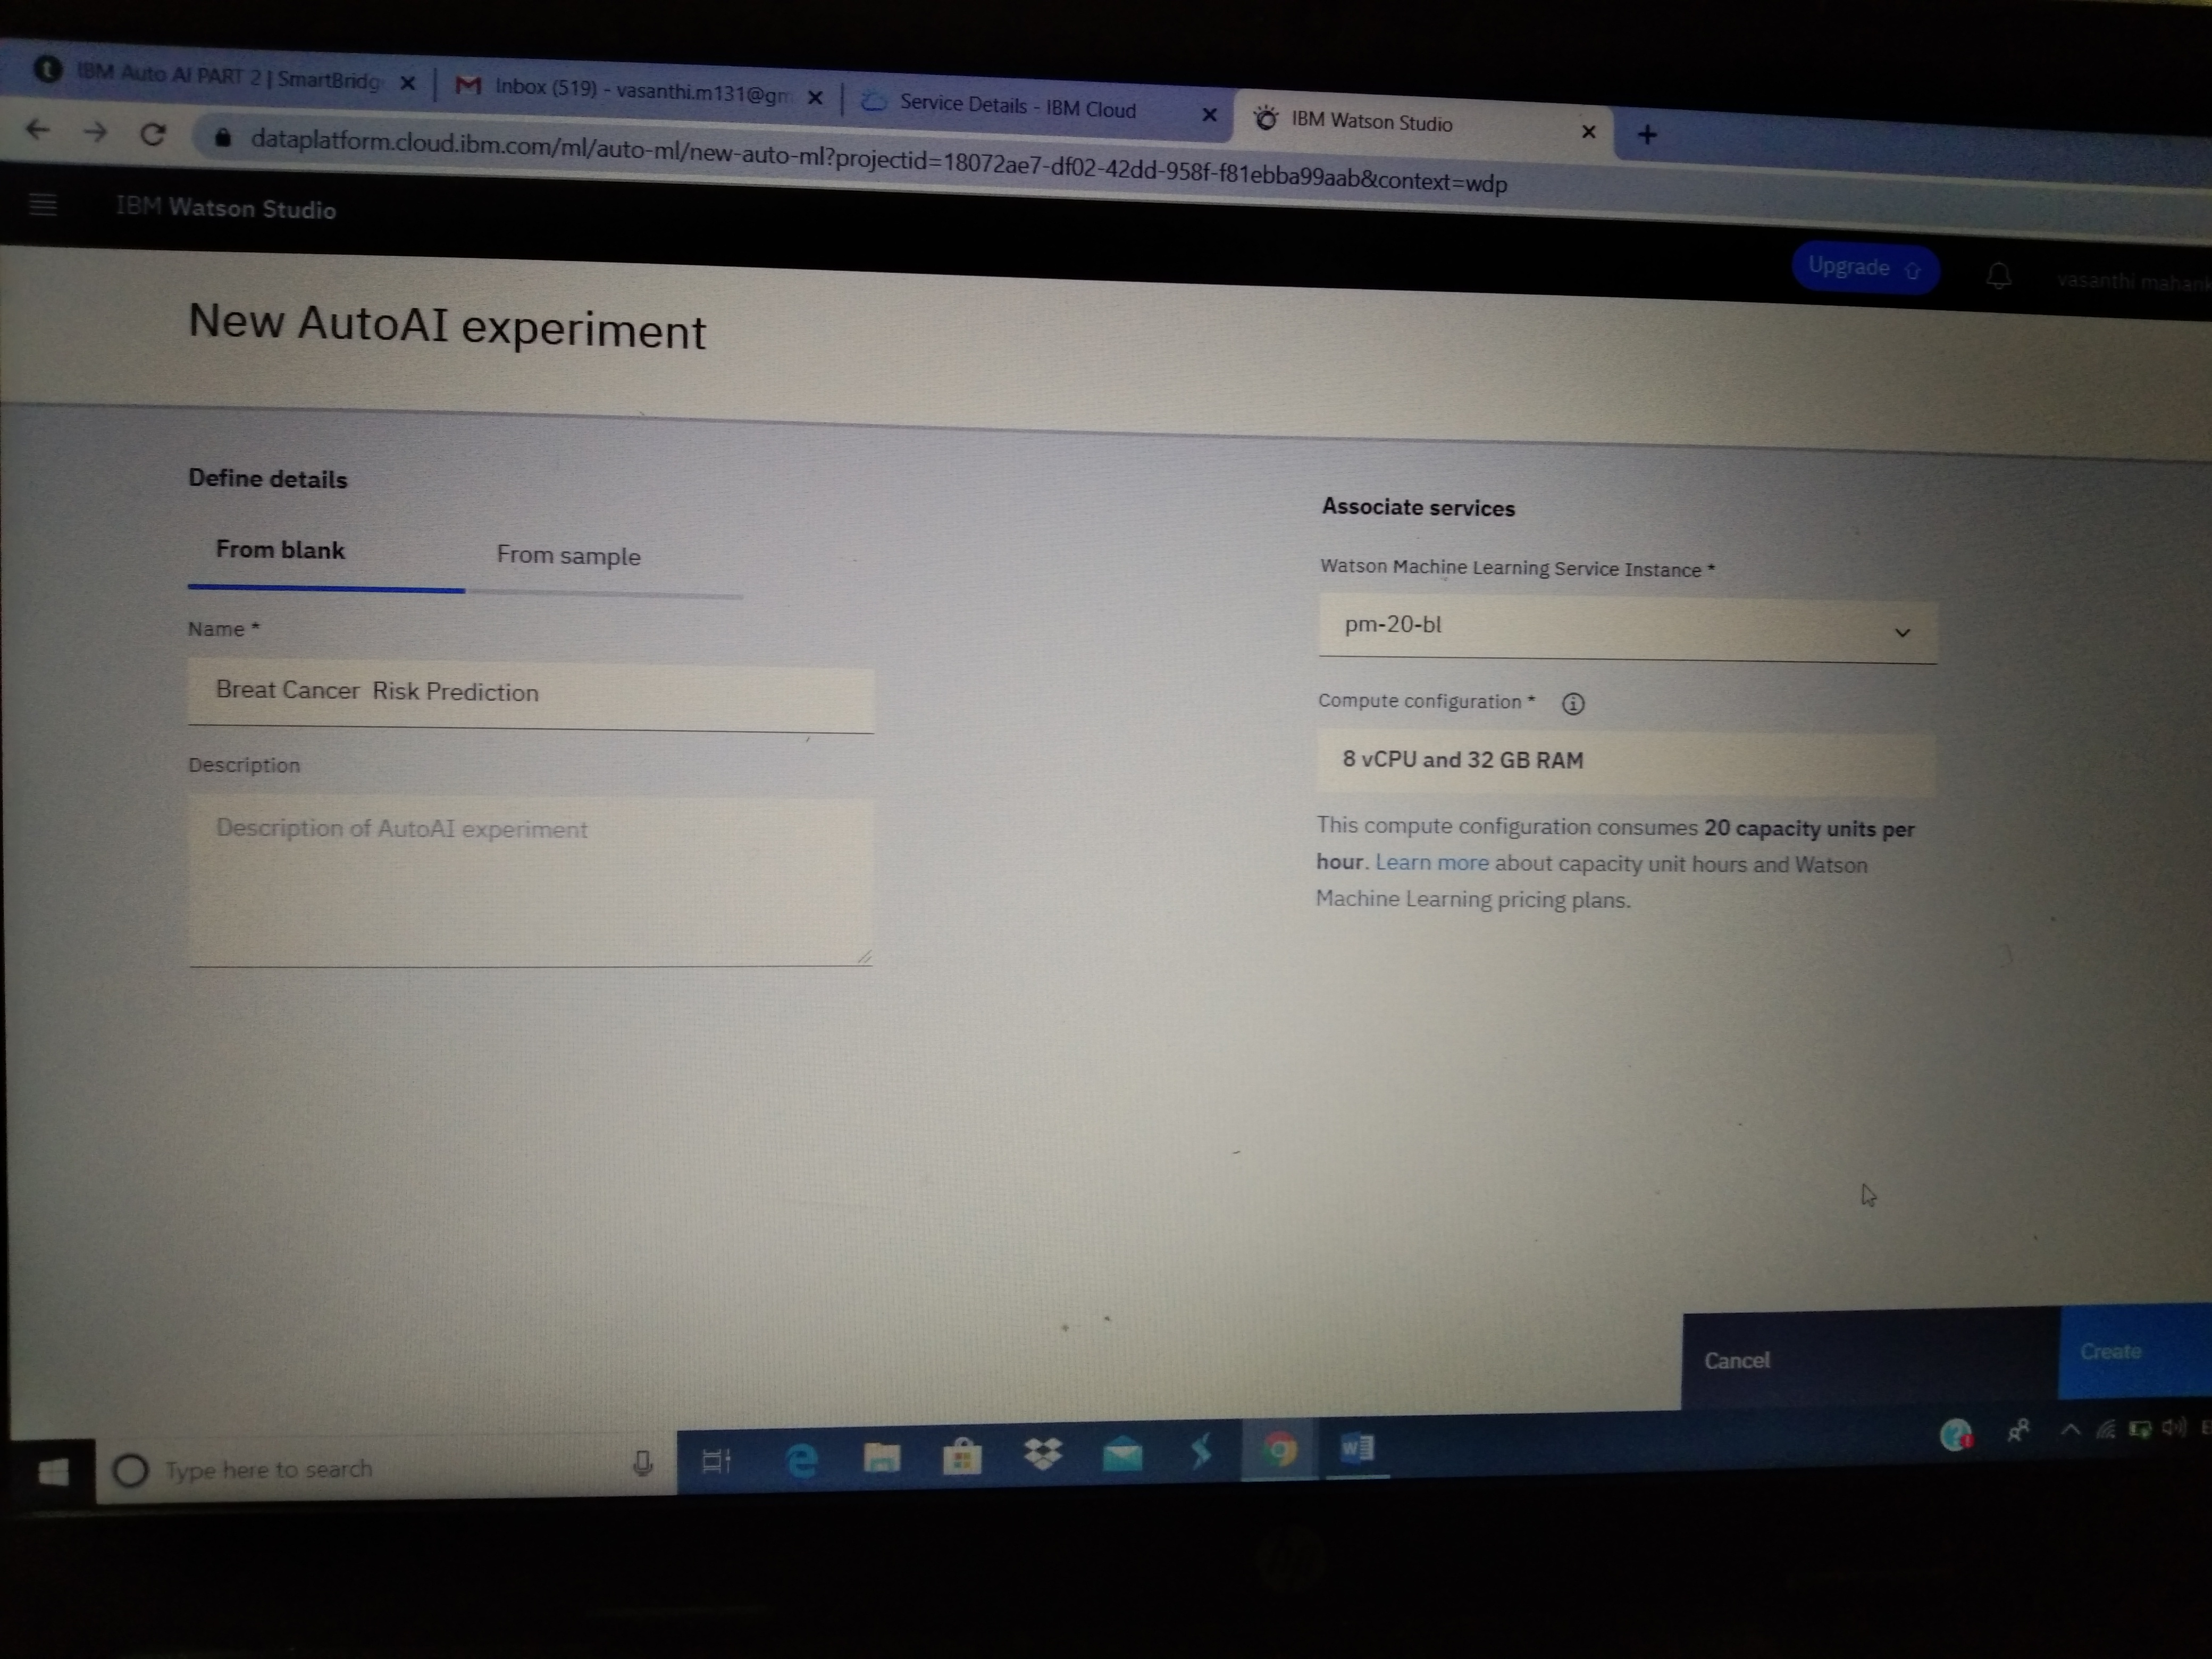 IBM Auto AI PART 2 | SmartBridg
Inbox (519) - vasanthi.m131@gm
Service Details - IBM Cloud
IBM Watson Studio
dataplatform.cloud.ibm.com/ml/auto-ml/new-auto-ml?projectid=18072ae7-df02-42dd-958f-f81ebba99aab&context=wdp
IBM Watson Studio
Upgrade
vasanthi mahank
New AutoAI experiment
Define details
From blank
From sample
Name *
Breat Cancer  Risk Prediction
Description
Description of AutoAI experiment
Associate services
Watson Machine Learning Service Instance *
pm-20-bl
Compute configuration *
8 vCPU and 32 GB RAM
This compute configuration consumes 20 capacity units per
hour. Learn more about capacity unit hours and Watson
Machine Learning pricing plans.
Cancel
Create
Type here to search
hp